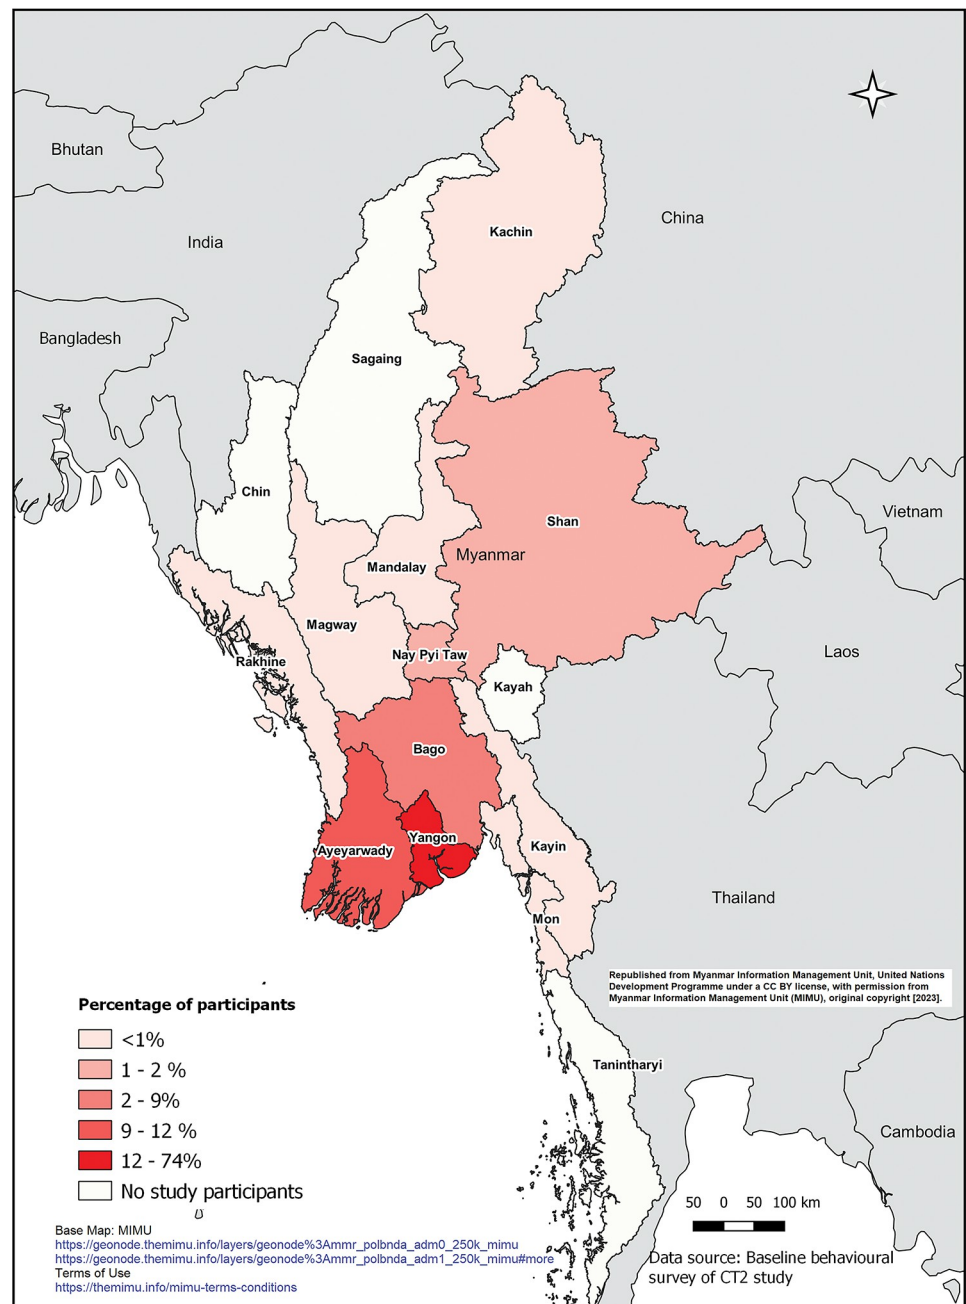 Bhutan
China
Kachin
India
Bangladesh
Sagaing
Chin
Vietnam
Shan
Myanmar
Mandalay
Magway
Laos
Nay Pyi Taw
Rakhine
Kayah
Bago
Yangon
Kayin
Ayeyarwady
Thailand
Mon
Republished from Myanmar Information Management Unit, United Nations
Development Programme under a CC BY license, with permission from
Myanmar Information Management Unit (MIMU), original copyright [2023].
Tanintharyi
Cambodia
Percentage of participants
<1%
1 - 2 %
2 - 9%
9 - 12 %
12 - 74%
No study participants
50 0 50 100 km
Base Map: MIMU
https://geonode.themimu.info/layers/geonode%3Ammr_polbnda_adm0_250k_mimu
https://geonode.themimu.info/layers/geonode%3Ammr_polbnda_adm1_250k_mimu#more
Terms of Use
https://themimu.info/mimu-terms-conditions
Data source: Baseline behavioural
survey of CT2 study